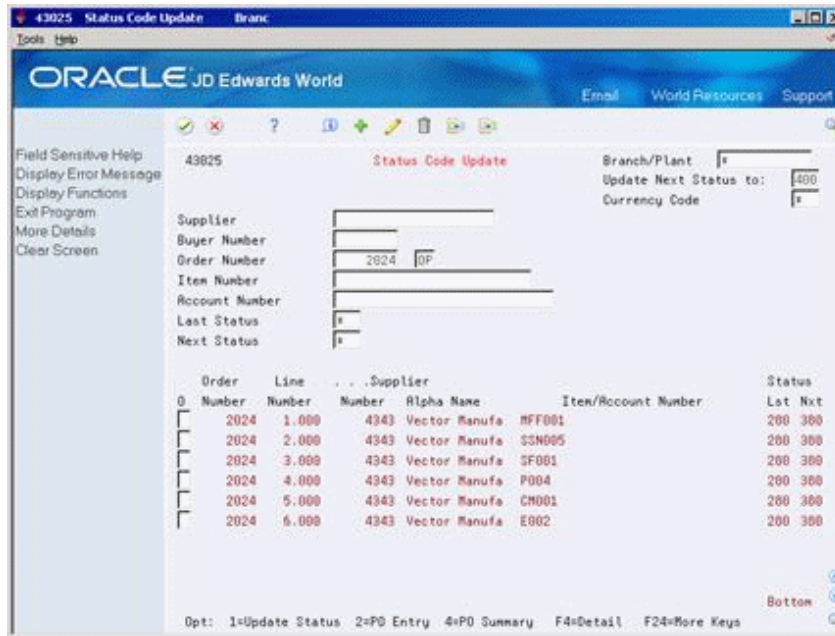 43025 Status Code Update Branc
Tools Help
ORACLE JD Edwards World
Email World Resources Support
Field Sensitive Help
Display Error Message
Display Functions
Exit Program
More Details
Clear Screen
43025 Status Code Update Branch/Plant *
Update Next Status to: 400
Currency Code *
Supplier
Buyer Number
Order Number 2024 OP
Item Number
Account Number
Last Status *
Next Status *
Order Line . . .Supplier Status
O Number Number Number Alpha Name Item/Account Number Lst Nxt
2024 1.000 4343 Vector Manufa MFF001 280 380
2024 2.000 4343 Vector Manufa SSN005 280 380
2024 3.000 4343 Vector Manufa SF001 280 380
2024 4.000 4343 Vector Manufa P004 280 380
2024 5.000 4343 Vector Manufa CM001 280 380
2024 6.000 4343 Vector Manufa E002 280 380
Bottom
Opt: 1=Update Status 2=PO Entry 4=PO Summary F4=Detail F24=More Keys